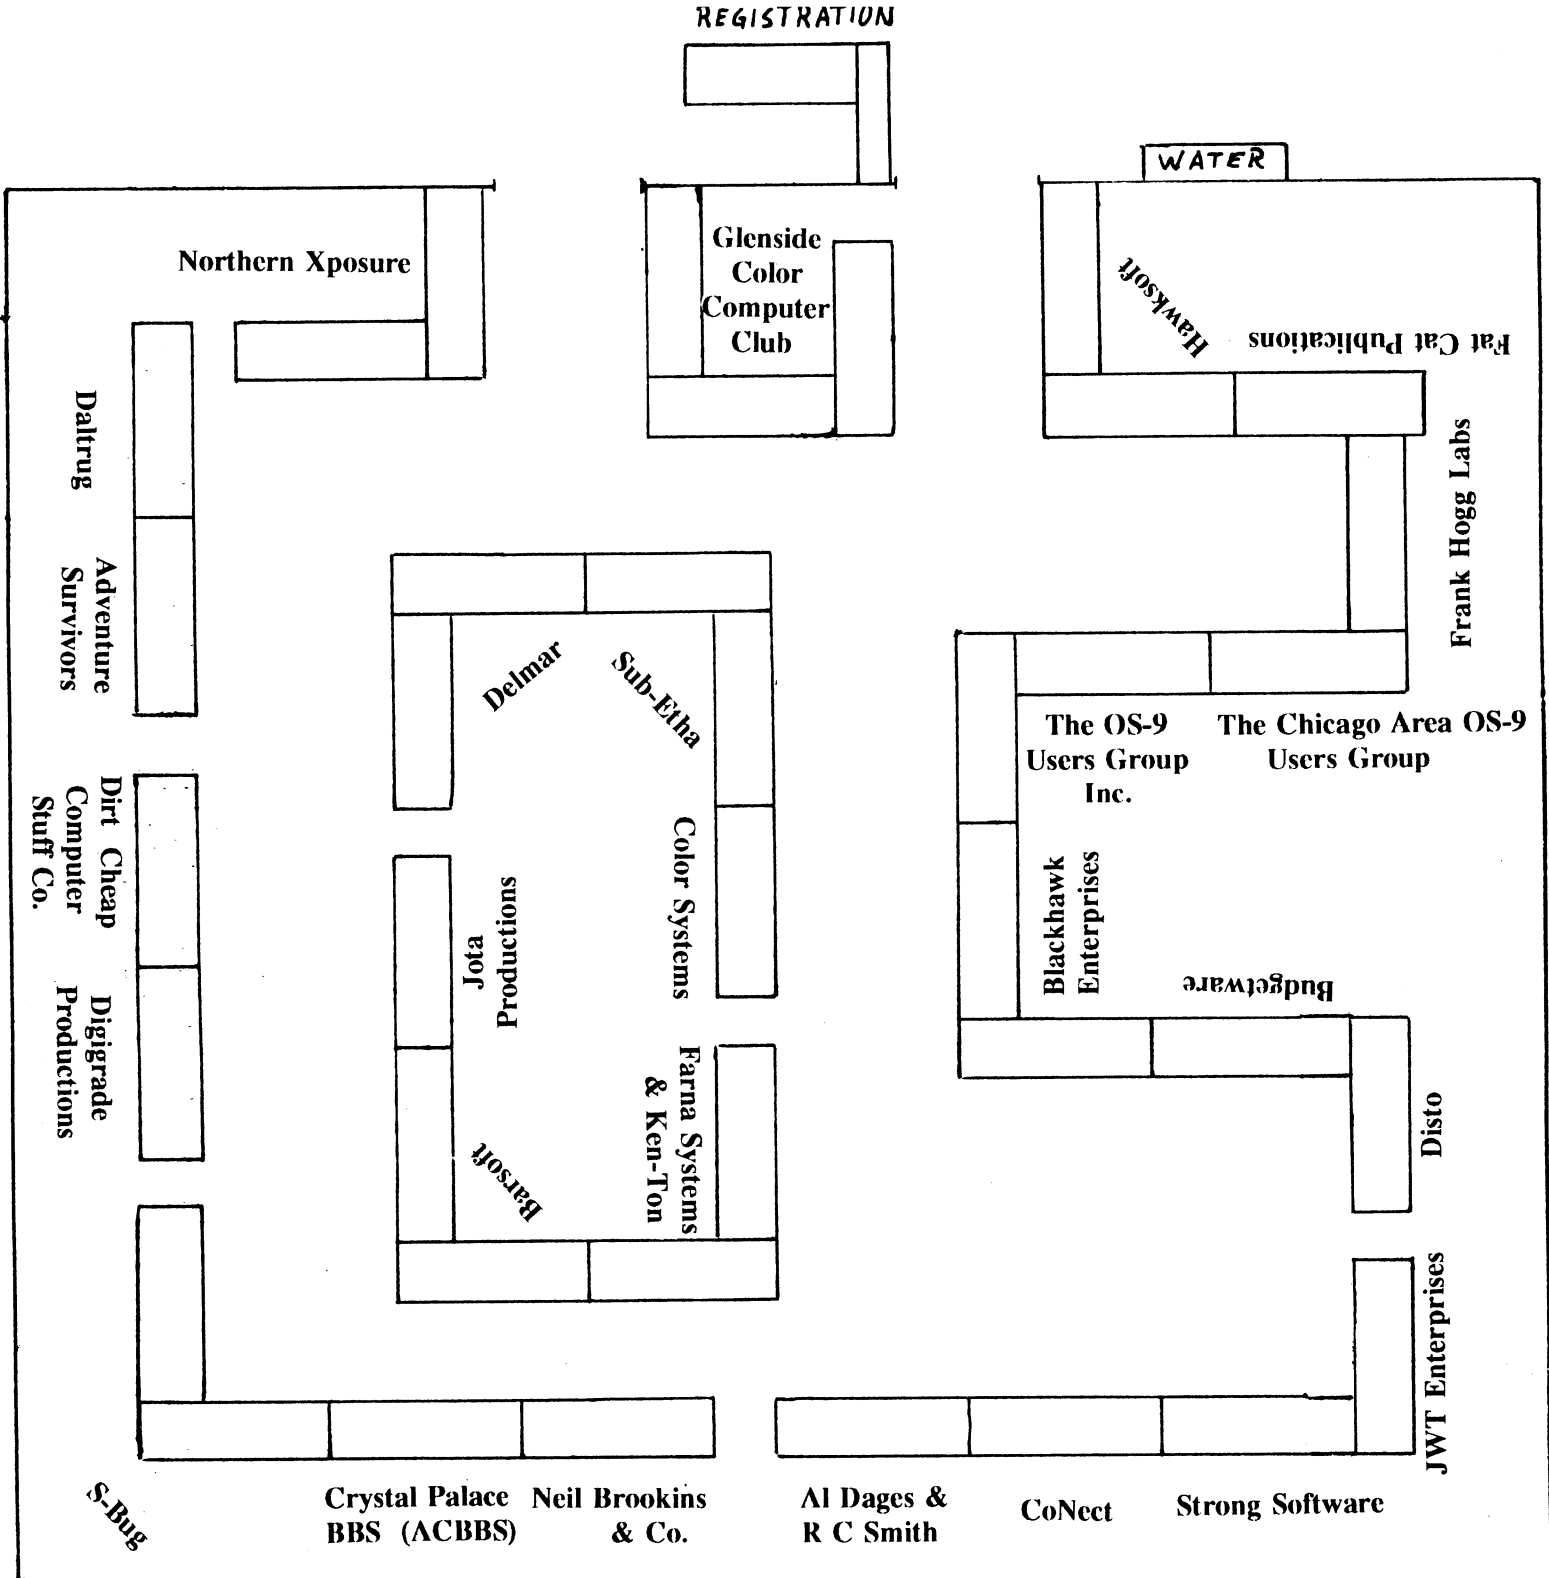 REGISTRATION
WATER
Northern Xposure
Glenside
Color
Computer
Club
Hawksoft
Fat Cat Publications
Frank Hogg Labs
Daltrug
Adventure
Survivors
Delmar
Sub-Etha
The OS-9
Users Group
Inc.
The Chicago Area OS-9
Users Group
Dirt Cheap
Computer
Stuff Co.
Jota
Productions
Color Systems
Blackhawk
Enterprises
Budgetware
Digigrade
Productions
Barsoft
Farna Systems
& Ken-Ton
Disto
JWT Enterprises
S-Bug
Crystal Palace
BBS (ACBBS)
Neil Brookins
& Co.
Al Dages &
R C Smith
CoNect
Strong Software